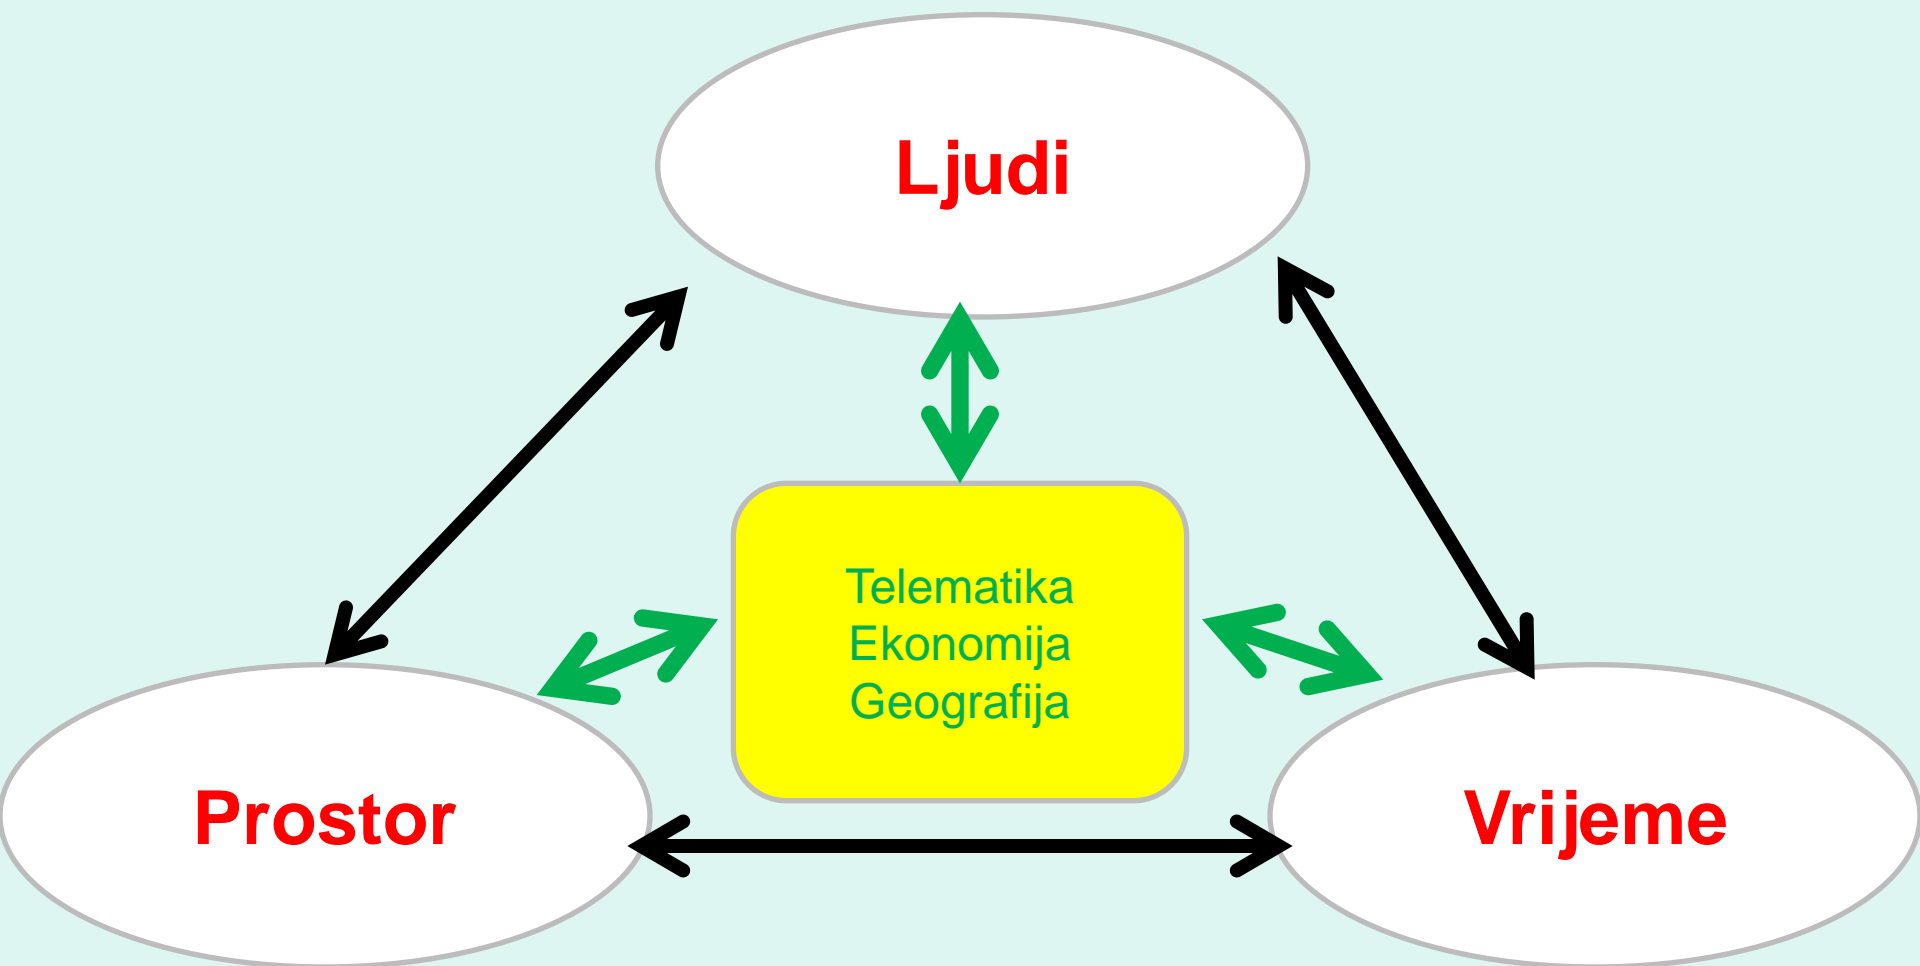 Ljudi
Telematika
Ekonomija
Geografija
Prostor
Vrijeme